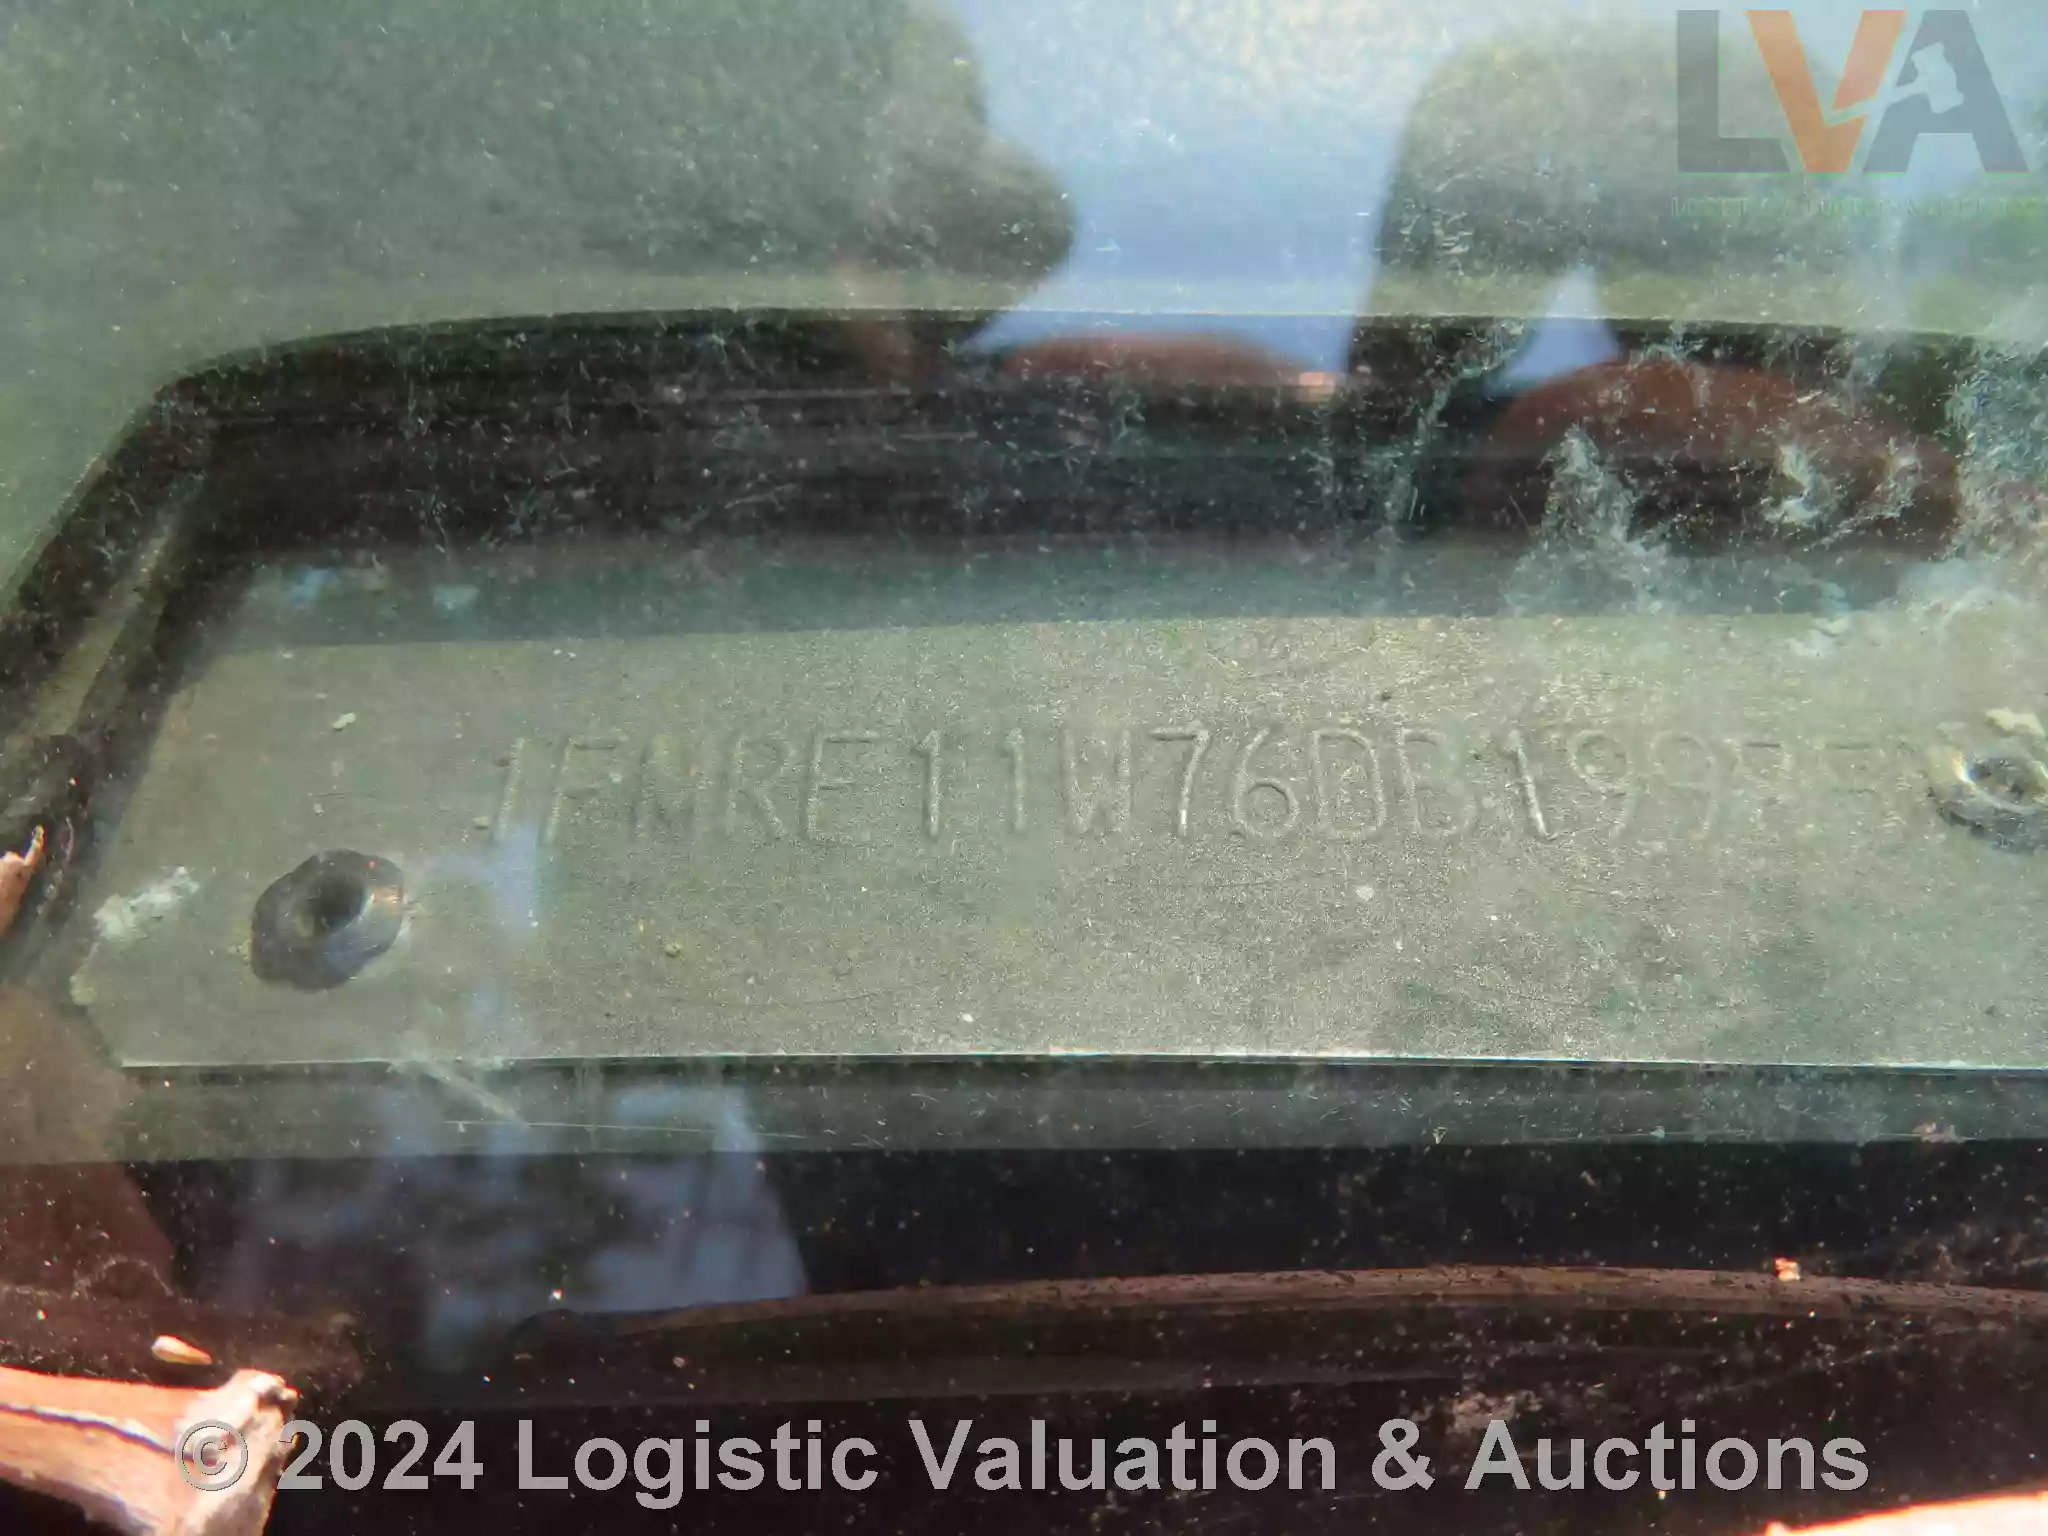 LVA
1FMRE11W76DB199
© 2024 Logistic Valuation & Auctions